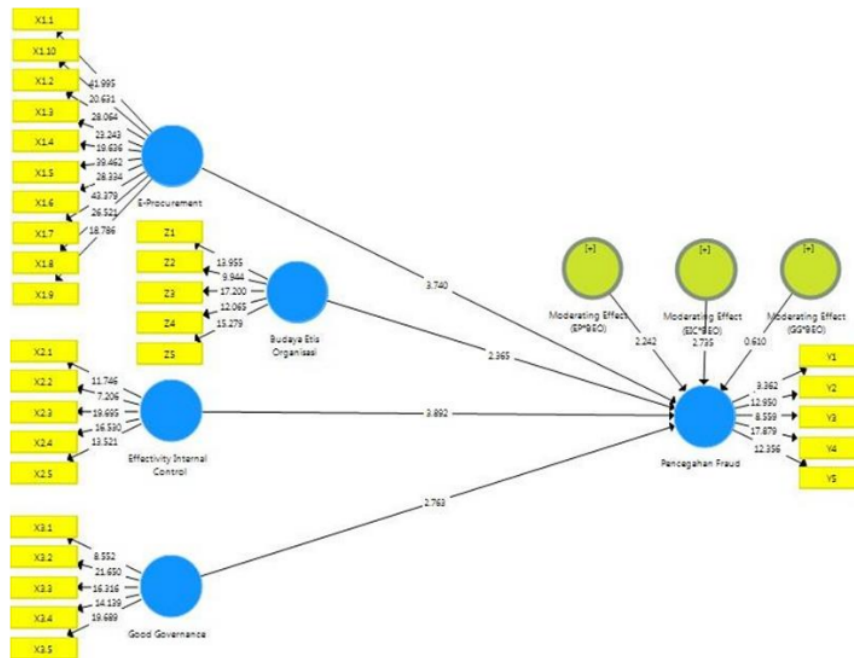 X1.1
X1.10
X1.2
X1.3
X1.4
X1.5
X1.6
X1.7
X1.8
X1.9
41.995
20.631
28.064
23.243
19.636
39.462
28.334
43.379
26.521
18.786
E-Procurement
Z1
Z2
Z3
Z4
Z5
13.955
9.944
17.200
12.065
15.279
Budaya Etis
Organisasi
3.740
2.365
[+]
[+]
[+]
Moderating Effect
(EP*BEO)
Moderating Effect
(EIC*BEO)
Moderating Effect
(GG*BEO)
2.242
2.735
0.610
X2.1
X2.2
X2.3
X2.4
X2.5
11.746
7.206
19.695
16.530
13.521
Effectivity Internal
Control
3.892
Pencegahan Fraud
3.362
12.950
8.559
17.879
12.356
Y1
Y2
Y3
Y4
Y5
2.763
X3.1
X3.2
X3.3
X3.4
X3.5
8.552
21.650
16.316
14.139
19.689
Good Governance